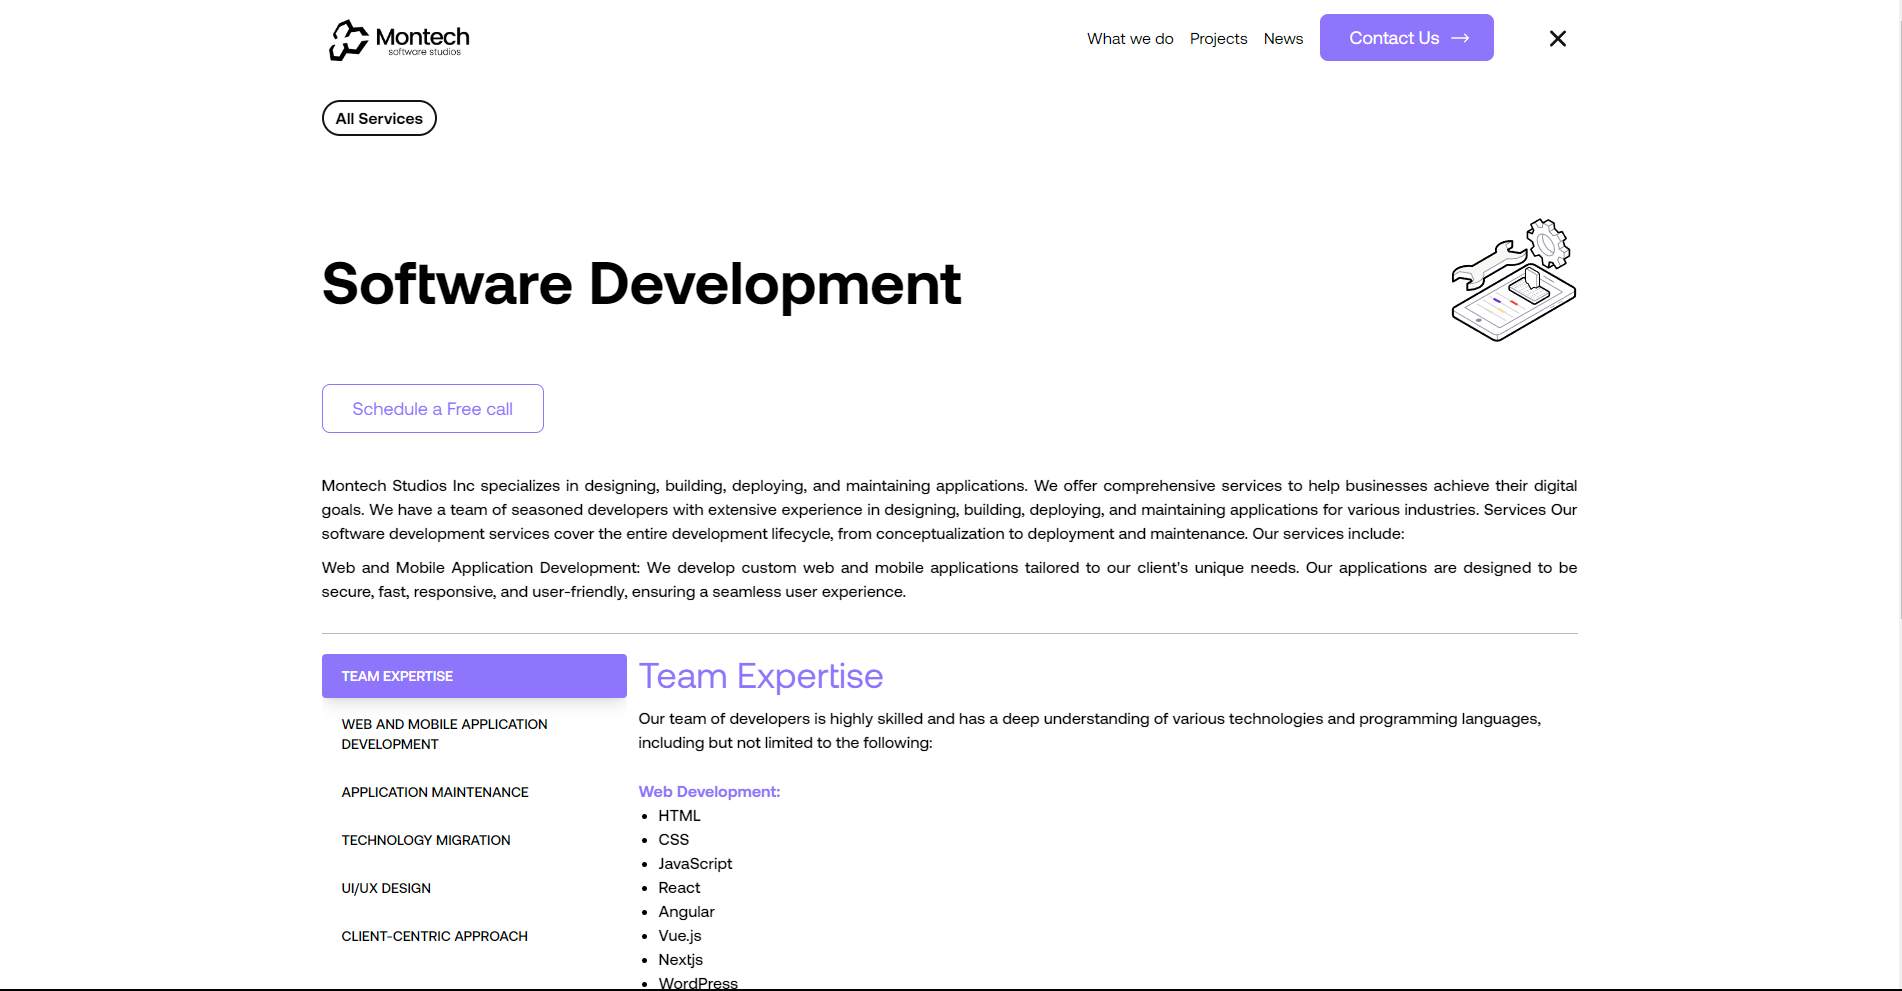 Montech
software studios
What we do
Projects
News
Contact Us
All Services
Software Development
Schedule a Free call
Montech Studios Inc specializes in designing, building, deploying, and maintaining applications. We offer comprehensive services to help businesses achieve their digital
goals. We have a team of seasoned developers with extensive experience in designing, building, deploying, and maintaining applications for various industries. Services Our
software development services cover the entire development lifecycle, from conceptualization to deployment and maintenance. Our services include:
Web and Mobile Application Development: We develop custom web and mobile applications tailored to our client's unique needs. Our applications are designed to be
secure, fast, responsive, and user-friendly, ensuring a seamless user experience.
TEAM EXPERTISE
WEB AND MOBILE APPLICATION
DEVELOPMENT
APPLICATION MAINTENANCE
TECHNOLOGY MIGRATION
UI/UX DESIGN
CLIENT-CENTRIC APPROACH
Team Expertise
Our team of developers is highly skilled and has a deep understanding of various technologies and programming languages,
including but not limited to the following:
Web Development:
HTML
CSS
JavaScript
React
Angular
Vue.js
Nextjs
WordPress